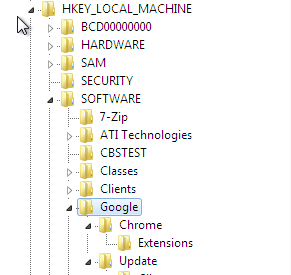 HKEY_LOCAL_MACHINE
BCD00000000
HARDWARE
SAM
SECURITY
SOFTWARE
7-Zip
ATI Technologies
CBSTEST
Classes
Clients
Google
Chrome
Extensions
Update